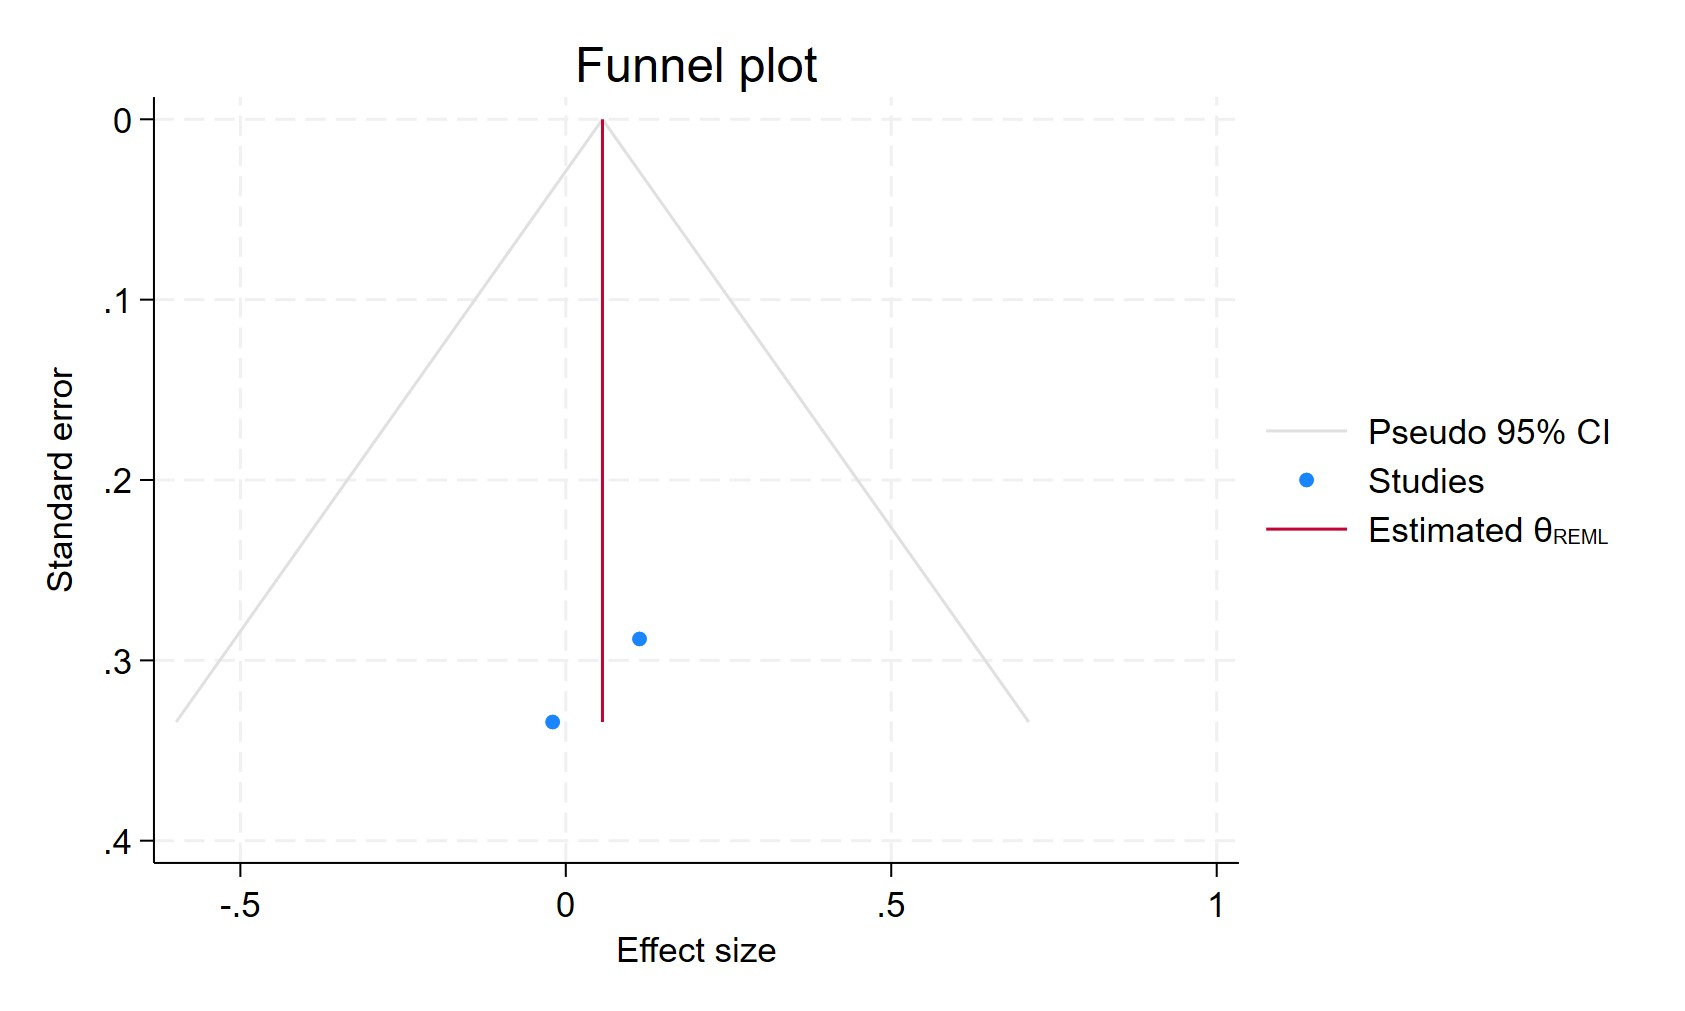 Funnel plot
0
.1
.2
.3
.4
Standard error
-.5 0 .5 1
Effect size
Pseudo 95% CI
Studies
Estimated θREML